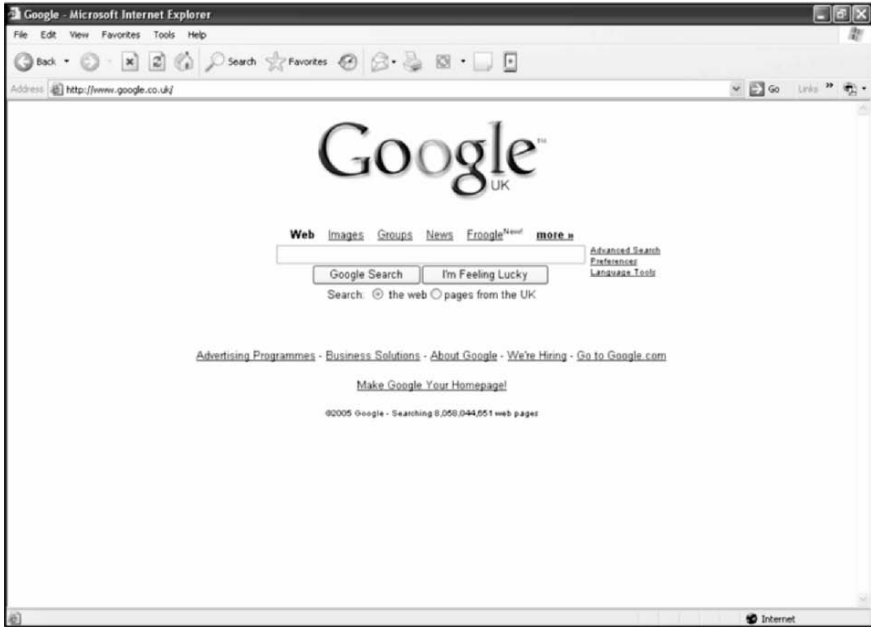 Google - Microsoft Internet Explorer
File Edit View Favorites Tools Help
Back Search Favorites
Address http://www.google.co.uk/ Go Links »
Google™
UK
Web Images Groups News Froogle New! more »
Advanced Search
Preferences
Language Tools
Google Search I'm Feeling Lucky
Search: the web pages from the UK
Advertising Programmes - Business Solutions - About Google - We're Hiring - Go to Google.com
Make Google Your Homepage!
©2005 Google - Searching 8,058,044,651 web pages
Internet